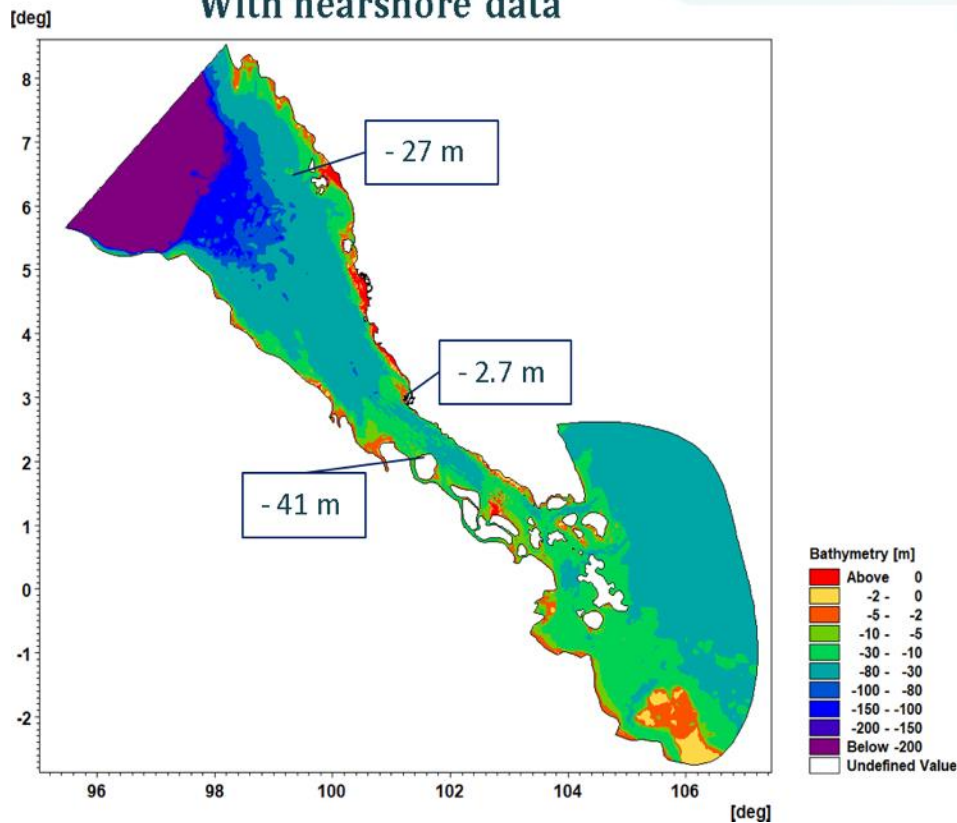 With nearshore data
[deg]
8
7
6
5
4
3
2
1
0
-1
-2
- 27 m
- 2.7 m
- 41 m
96 98 100 102 104 106
[deg]
Bathymetry [m]
Above 0
-2 - 0
-5 - -2
-10 - -5
-30 - -10
-80 - -30
-100 - -80
-150 - -100
-200 - -150
Below -200
Undefined Value